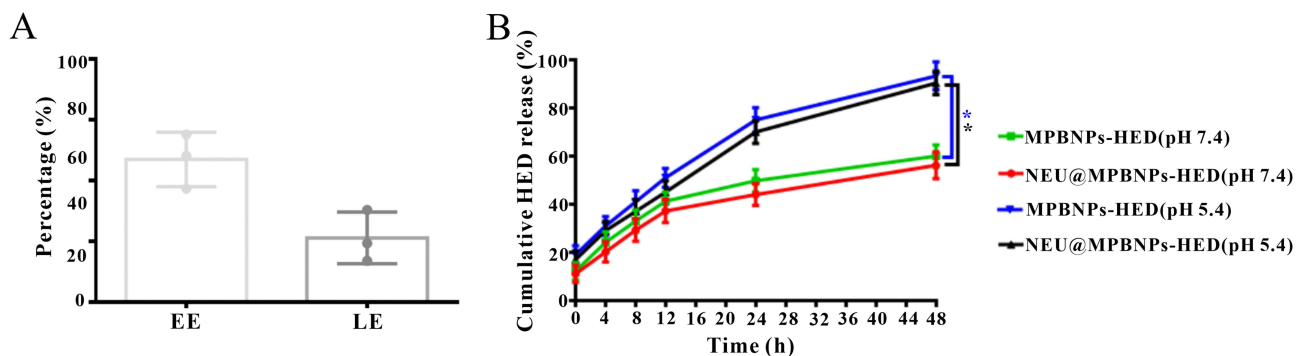 A
Percentage (%)
100
80
60
40
20
0
EE
LE
B
Cumulative HED release (%)
100
80
60
40
20
0
0 4 8 12 16 20 24 28 32 36 40 44 48
Time (h)
**
MPBNPs-HED(pH 7.4)
NEU@MPBNPs-HED(pH 7.4)
MPBNPs-HED(pH 5.4)
NEU@MPBNPs-HED(pH 5.4)